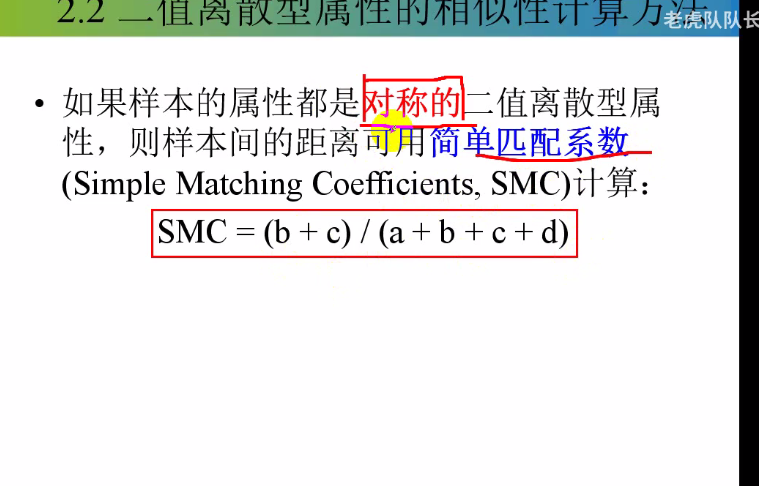 2.2 二值离散型属性的相似性计算方法
老虎队队长
• 如果样本的属性都是对称的二值离散型属
性，则样本间的距离可用简单匹配系数
(Simple Matching Coefficients, SMC)计算：
SMC = (b + c) / (a + b + c + d)